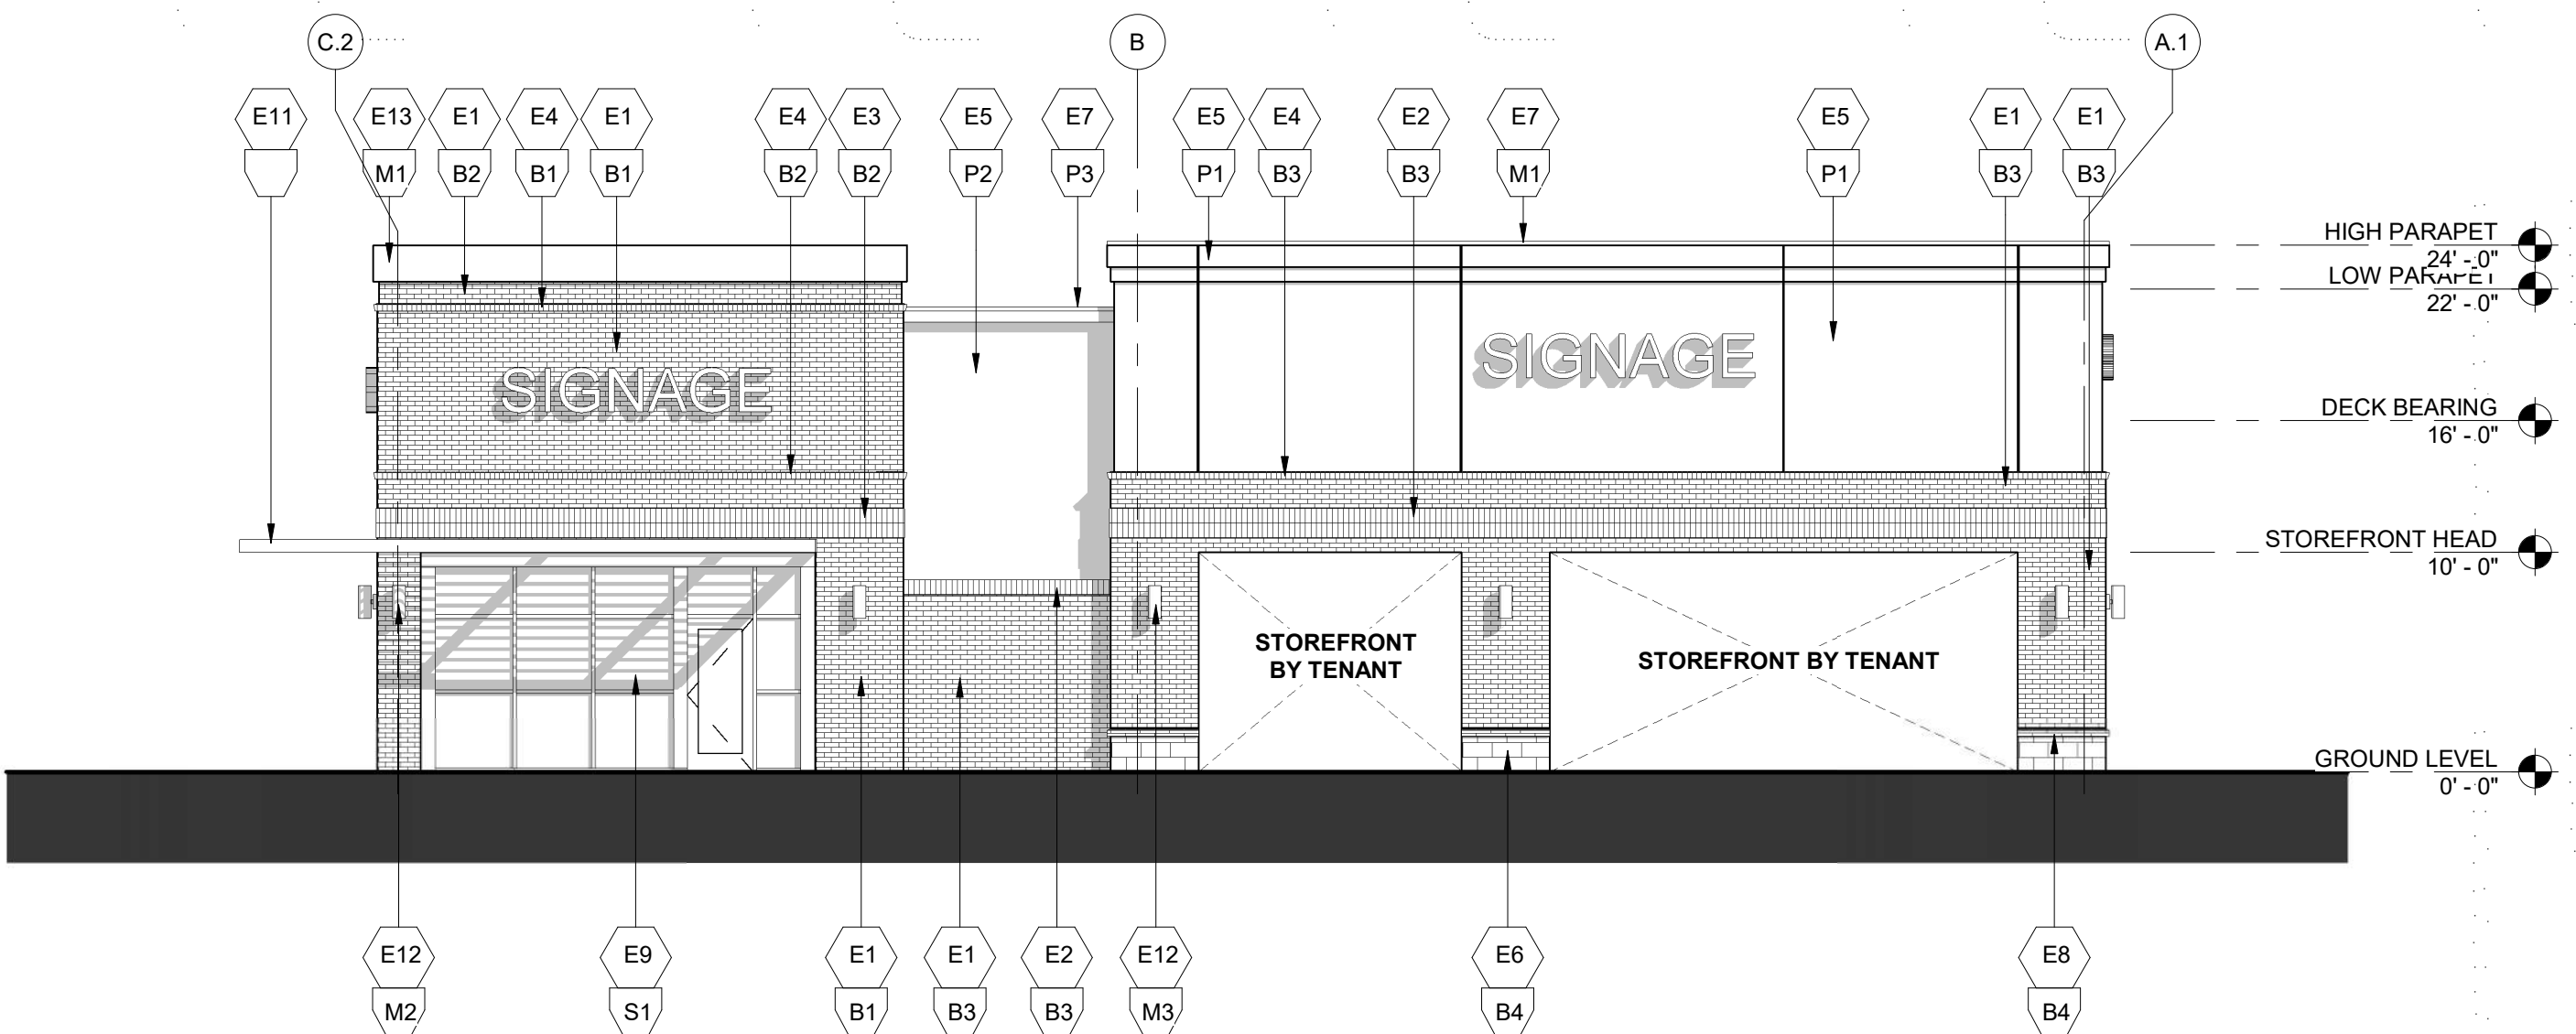 C.2
B
A.1
E11
E13
E1
E4
E1
E4
E3
E5
E7
E5
E4
E2
E7
E5
E1
E1
M1
B2
B1
B1
B2
B2
P2
P3
P1
B3
B3
M1
P1
B3
B3
HIGH PARAPET
24' - 0"
LOW PARAPET
22' - 0"
SIGNAGE
SIGNAGE
DECK BEARING
16' - 0"
STOREFRONT HEAD
10' - 0"
STOREFRONT
BY TENANT
STOREFRONT BY TENANT
GROUND LEVEL
0' - 0"
E12
E9
E1
E1
E2
E12
E6
E8
M2
S1
B1
B3
B3
M3
B4
B4